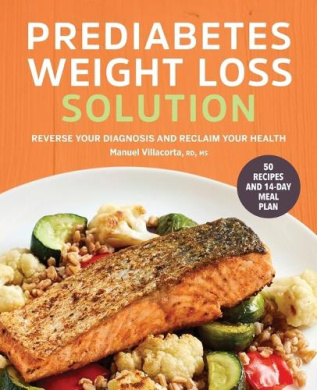 PREDIABETES
WEIGHT LOSS
SOLUTION
REVERSE YOUR DIAGNOSIS AND RECLAIM YOUR HEALTH
Manuel Villacorta, RD, MS
50
RECIPES
AND 14-DAY
MEAL
PLAN